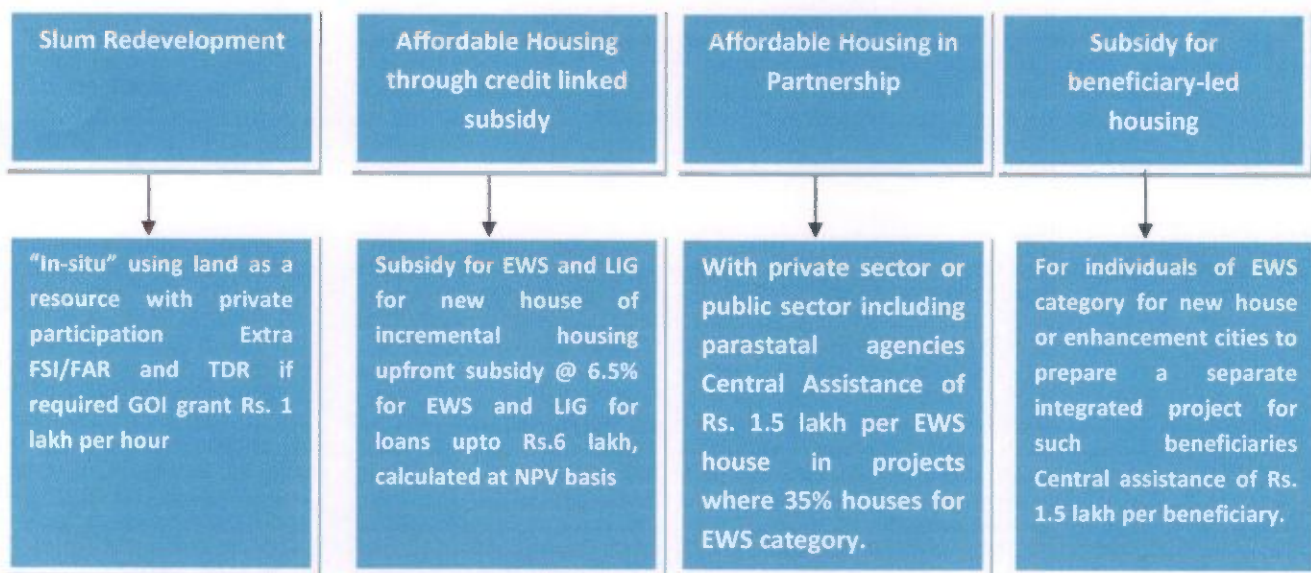 Slum Redevelopment
Affordable Housing
through credit linked
subsidy
Affordable Housing in
Partnership
Subsidy for
beneficiary-led
housing
"In-situ" using land as a
resource with private
participation Extra
FSI/FAR and TDR if
required GOI grant Rs. 1
lakh per hour
Subsidy for EWS and LIG
for new house of
incremental housing
upfront subsidy @ 6.5%
for EWS and LIG for
loans upto Rs.6 lakh,
calculated at NPV basis
With private sector or
public sector including
parastatal agencies
Central Assistance of
Rs. 1.5 lakh per EWS
house in projects
where 35% houses for
EWS category.
For individuals of EWS
category for new house
or enhancement cities to
prepare a separate
integrated project for
such beneficiaries
Central assistance of Rs.
1.5 lakh per beneficiary.